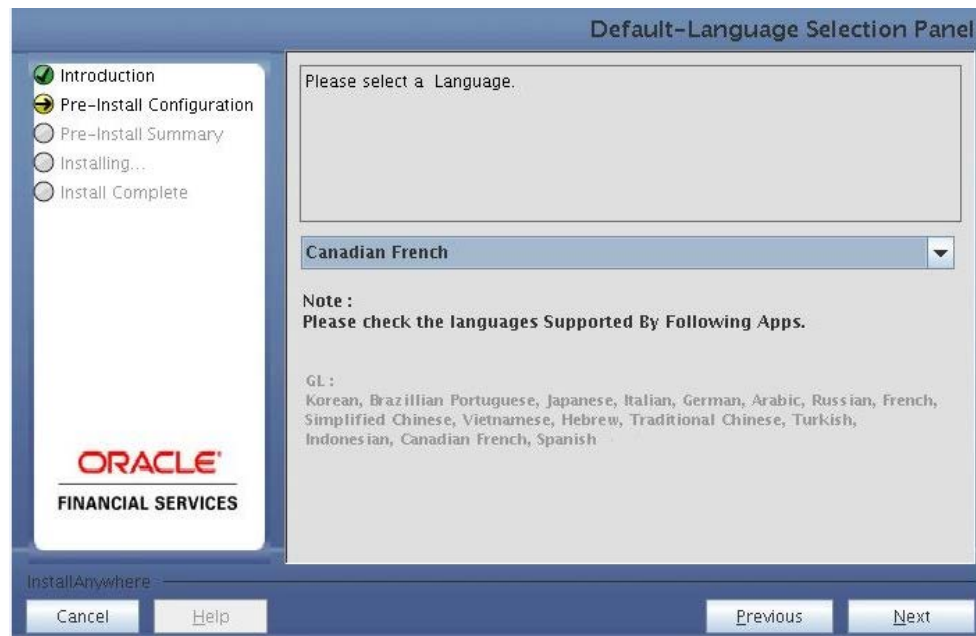 Default-Language Selection Panel
Introduction
Pre-Install Configuration
Pre-Install Summary
Installing...
Install Complete
ORACLE'
FINANCIAL SERVICES
Please select a Language.
Canadian French
Note :
Please check the languages Supported By Following Apps.
GL :
Korean, Brazillian Portuguese, Japanese, Italian, German, Arabic, Russian, French,
Simplified Chinese, Vietnamese, Hebrew, Traditional Chinese, Turkish,
Indonesian, Canadian French, Spanish
InstallAnywhere
Cancel
Help
Previous
Next